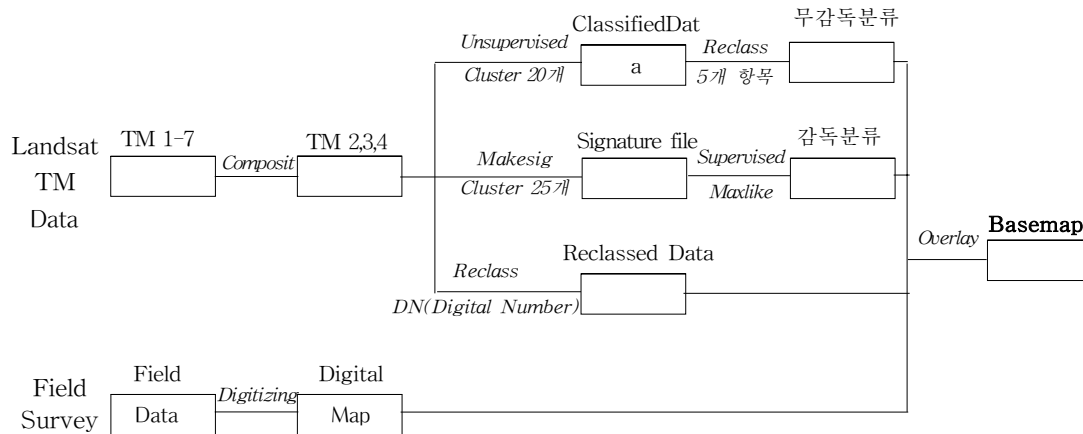 ClassifiedDat
a
무감독분류
Unsupervised
Cluster 20개
Reclass
5개 항목
Landsat
TM
Data
TM 1-7
Composit
TM 2,3,4
Makesig
Cluster 25개
Signature file
Supervised
Maxlike
감독분류
Reclass
DN(Digital Number)
Reclassed Data
Overlay
Basemap
Field
Survey
Field
Data
Digitizing
Digital
Map